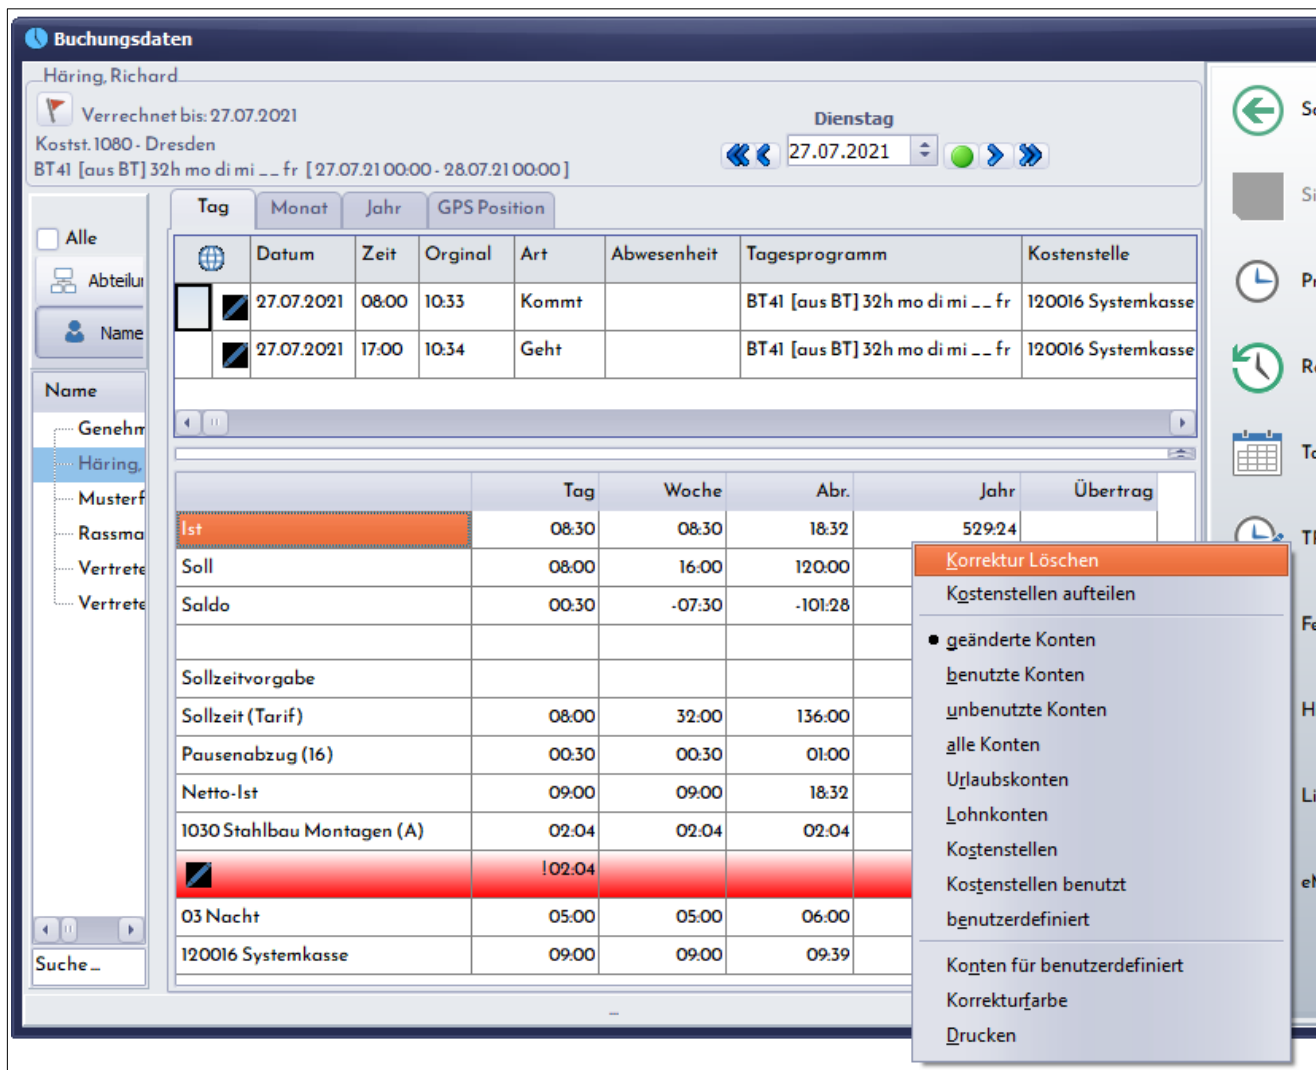 Buchungsdaten
Häring, Richard
Verrechnet bis: 27.07.2021
Kostst. 1080 - Dresden
BT41 [aus BT] 32h mo di mi _ _ fr [ 27.07.21 00:00 - 28.07.21 00:00 ]
Dienstag
27.07.2021
Alle
Abteilu
Name
Name
Genehm
Häring,
Musterf
Rassma
Vertrete
Vertrete
Suche...
Tag Monat Jahr GPS Position
Datum Zeit Orginal Art Abwesenheit Tagesprogramm Kostenstelle
27.07.2021 08:00 10:33 Kommt BT41 [aus BT] 32h mo di mi _ _ fr 120016 Systemkasse
27.07.2021 17:00 10:34 Geht BT41 [aus BT] 32h mo di mi _ _ fr 120016 Systemkasse
Tag Woche Abr. Jahr Übertrag
Ist 08:30 08:30 18:32 529:24
Soll 08:00 16:00 120:00
Saldo 00:30 -07:30 -101:28
Sollzeitvorgabe
Sollzeit (Tarif) 08:00 32:00 136:00
Pausenabzug (16) 00:30 00:30 01:00
Netto-Ist 09:00 09:00 18:32
1030 Stahlbau Montagen (A) 02:04 02:04 02:04
!02:04
03 Nacht 05:00 05:00 06:00
120016 Systemkasse 09:00 09:00 09:39
Korrektur Löschen
Kostenstellen aufteilen
geänderte Konten
benutzte Konten
unbenutzte Konten
alle Konten
Urlaubskonten
Lohnkonten
Kostenstellen
Kostenstellen benutzt
benutzerdefiniert
Konten für benutzerdefiniert
Korrekturfarbe
Drucken
Si
Li